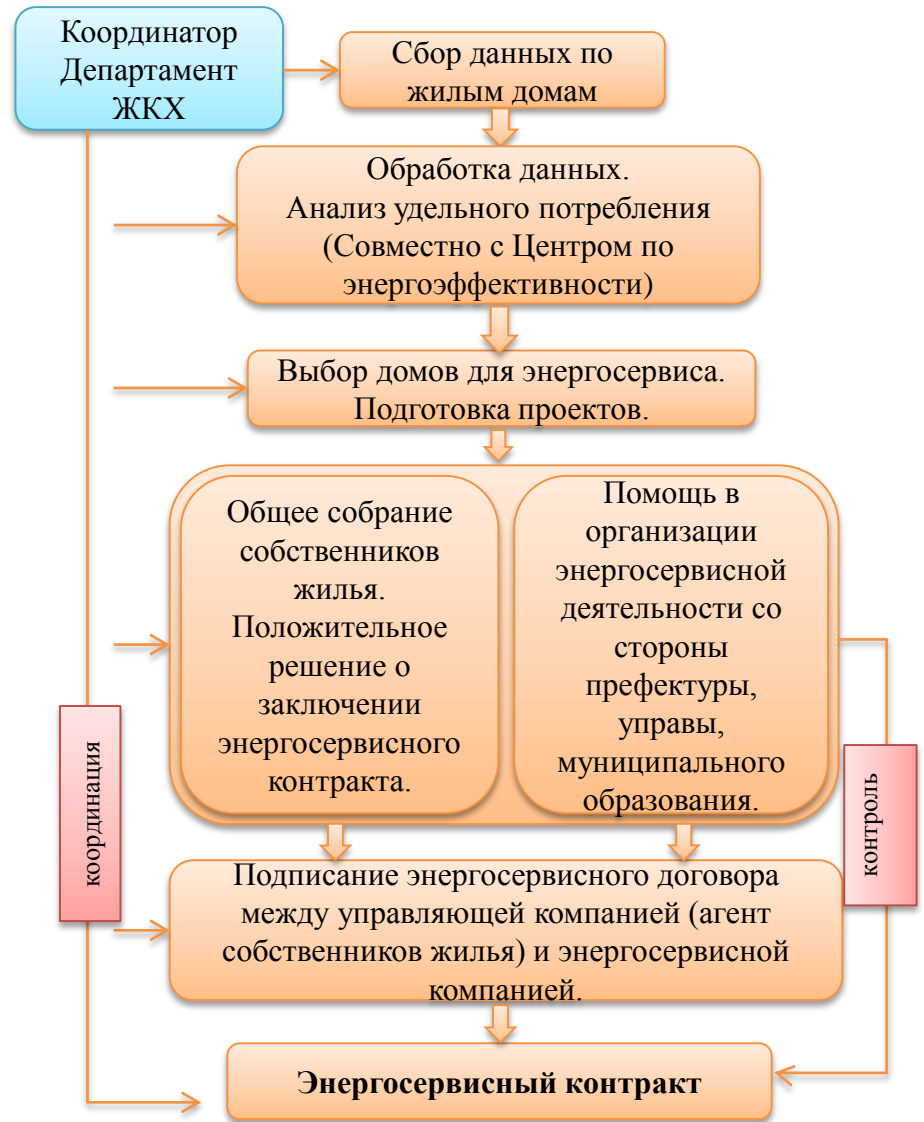 Координатор
Департамент
ЖКХ
Сбор данных по
жилым домам
Обработка данных.
Анализ удельного потребления
(Совместно с Центром по
энергоэффективности)
Выбор домов для энергосервиса.
Подготовка проектов.
Общее собрание
собственников
жилья.
Положительное
решение о
заключении
энергосервисного
контракта.
Помощь в
организации
энергосервисной
деятельности со
стороны
префектуры,
управы,
муниципального
образования.
координация
контроль
Подписание энергосервисного договора
между управляющей компанией (агент
собственников жилья) и энергосервисной
компанией.
Энергосервисный контракт